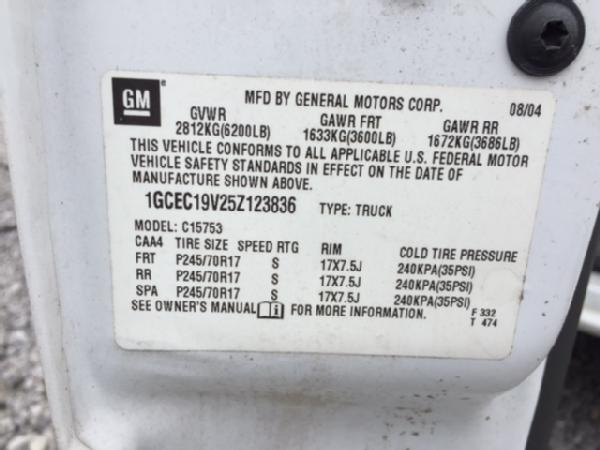 GM
MFD BY GENERAL MOTORS CORP. 08/04
GVWR GAWR FRT GAWR RR
2812KG(6200LB) 1633KG(3600LB) 1672KG(3686LB)
THIS VEHICLE CONFORMS TO ALL APPLICABLE U.S. FEDERAL MOTOR
VEHICLE SAFETY STANDARDS IN EFFECT ON THE DATE OF
MANUFACTURE SHOWN ABOVE.
1GCEC19V25Z123836 TYPE: TRUCK
MODEL: C15753
CAA4 TIRE SIZE SPEED RTG RIM COLD TIRE PRESSURE
FRT P245/70R17 S 17X7.5J 240KPA(35PSI)
RR P245/70R17 S 17X7.5J 240KPA(35PSI)
SPA P245/70R17 S 17X7.5J 240KPA(35PSI)
SEE OWNER'S MANUAL FOR MORE INFORMATION. F 332
T 474